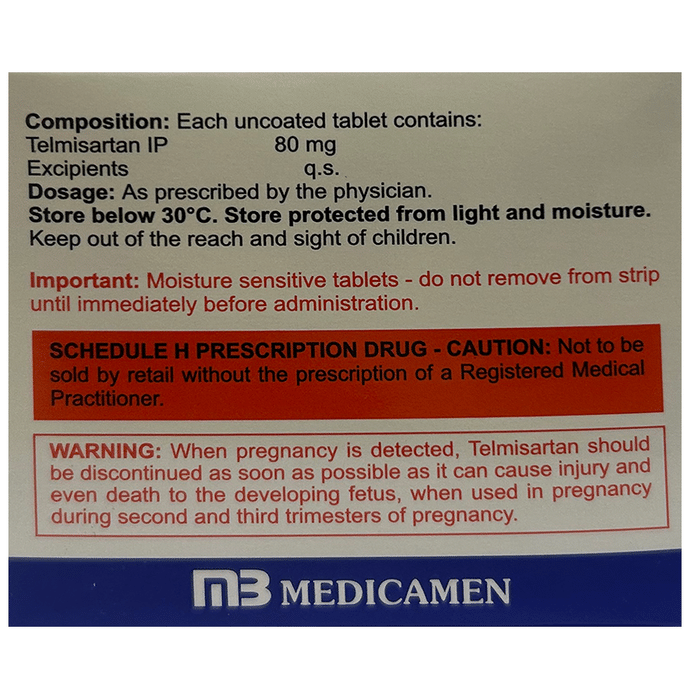 Composition: Each uncoated tablet contains:
Telmisartan IP 80 mg
Excipients q.s.
Dosage: As prescribed by the physician.
Store below 30°C. Store protected from light and moisture.
Keep out of the reach and sight of children.
Important: Moisture sensitive tablets - do not remove from strip
until immediately before administration.
SCHEDULE H PRESCRIPTION DRUG - CAUTION: Not to be
sold by retail without the prescription of a Registered Medical
Practitioner.
WARNING: When pregnancy is detected, Telmisartan should
be discontinued as soon as possible as it can cause injury and
even death to the developing fetus, when used in pregnancy
during second and third trimesters of pregnancy.
MB MEDICAMEN